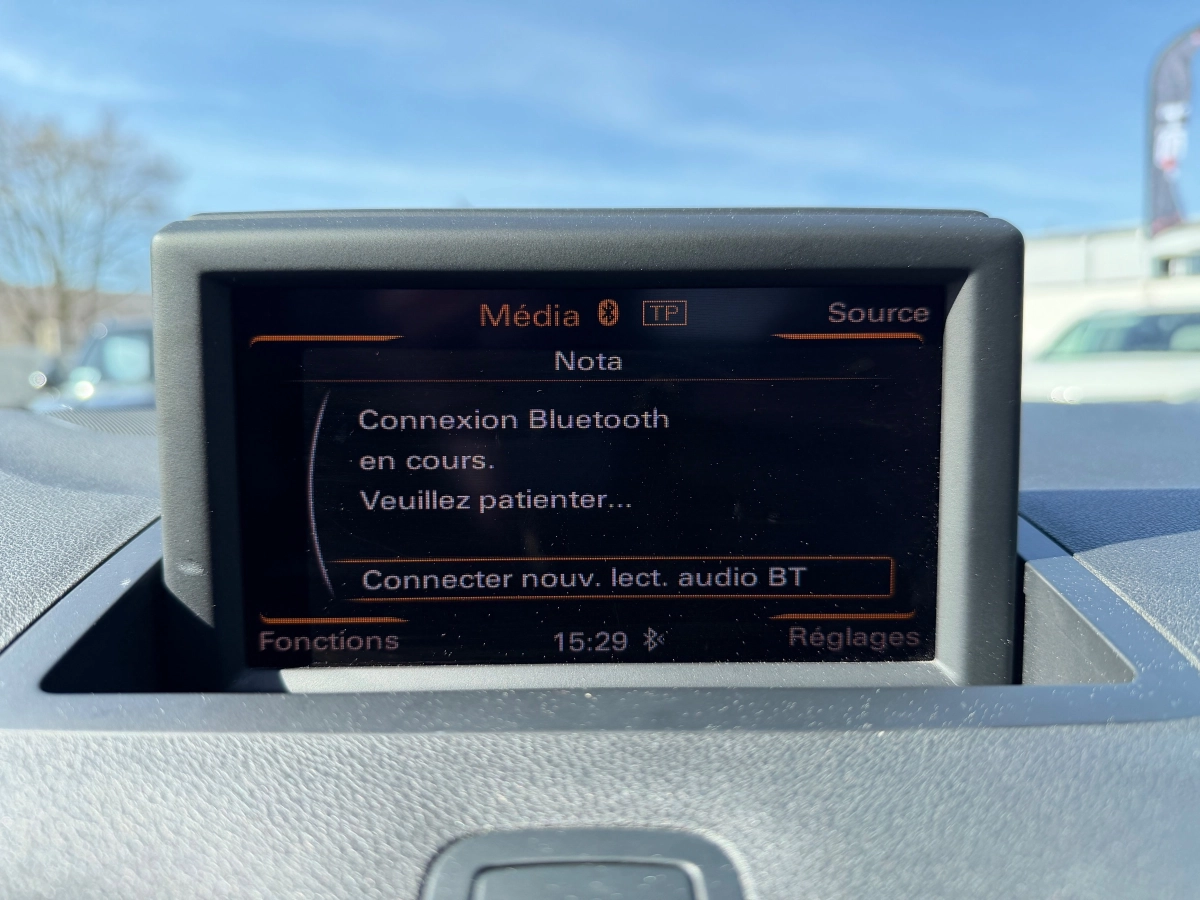 Média TP Source
Nota
Connexion Bluetooth
en cours.
Veuillez patienter...
Connecter nouv. lect. audio BT
Fonctions 15:29 Réglages